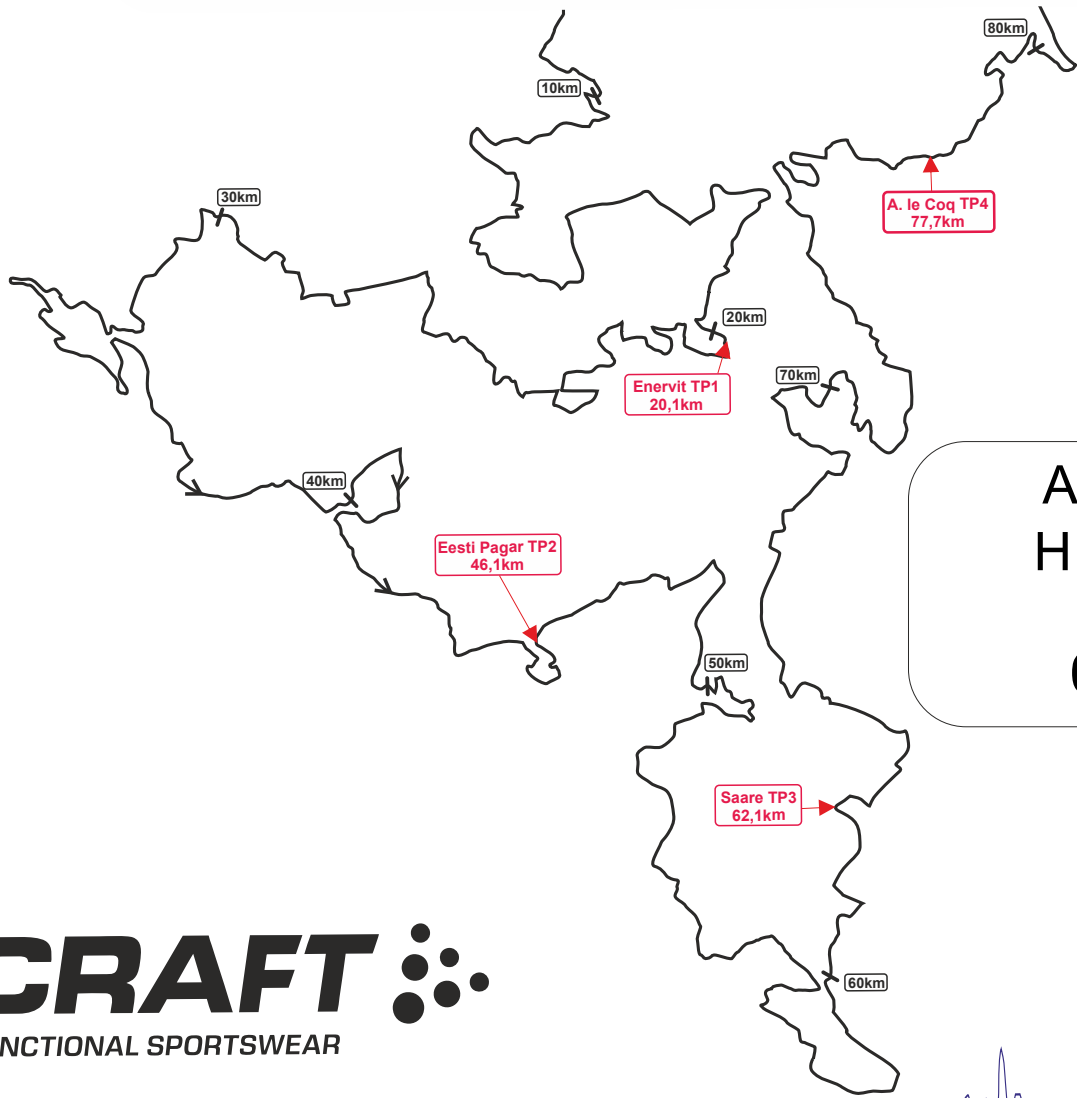 80km
10km
30km
A. le Coq TP4
77,7km
20km
Enervit TP1
20,1km
70km
40km
Eesti Pagar TP2
46,1km
50km
Saare TP3
62,1km
60km
A
H
CRAFT
NCTIONAL SPORTSWEAR